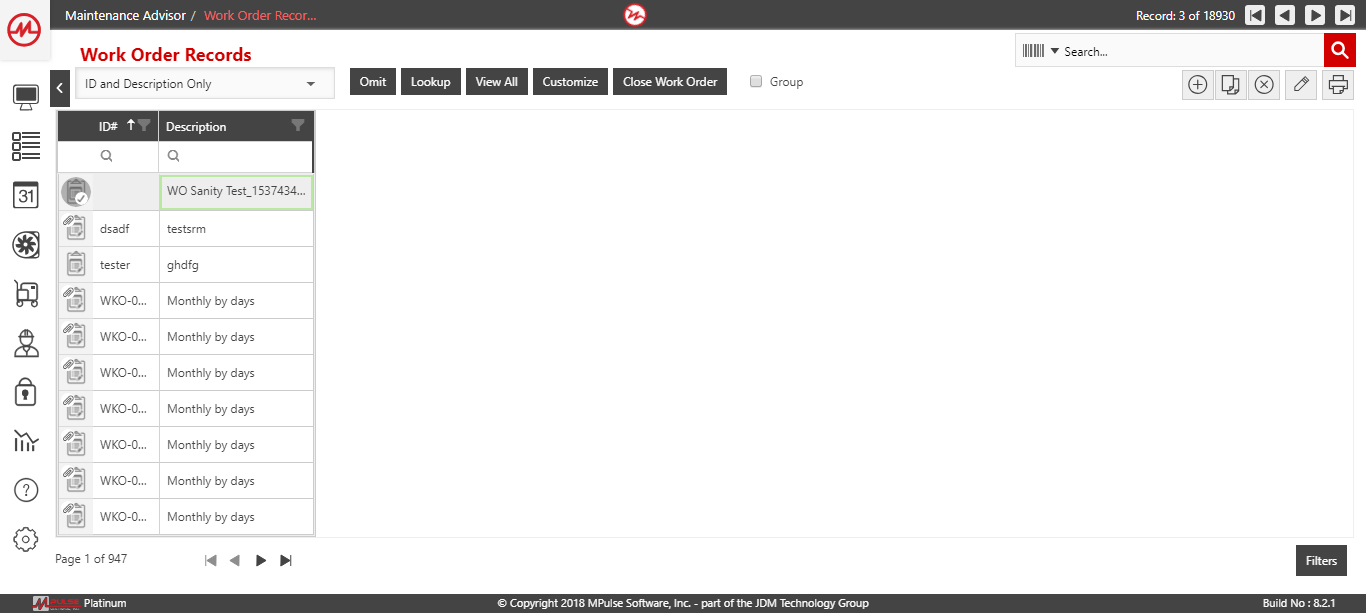 Maintenance Advisor / Work Order Recor...
Record: 3 of 18930
Work Order Records
Search...
ID and Description Only
Omit
Lookup
View All
Customize
Close Work Order
Group
31
ID#
Description
WO Sanity Test_1537434...
dsadf testsrm
tester ghdfg
WKO-0... Monthly by days
WKO-0... Monthly by days
WKO-0... Monthly by days
WKO-0... Monthly by days
WKO-0... Monthly by days
WKO-0... Monthly by days
WKO-0... Monthly by days
?
Page 1 of 947
Filters
MPULSE Platinum
© Copyright 2018 MPulse Software, Inc. - part of the JDM Technology Group
Build No : 8.2.1